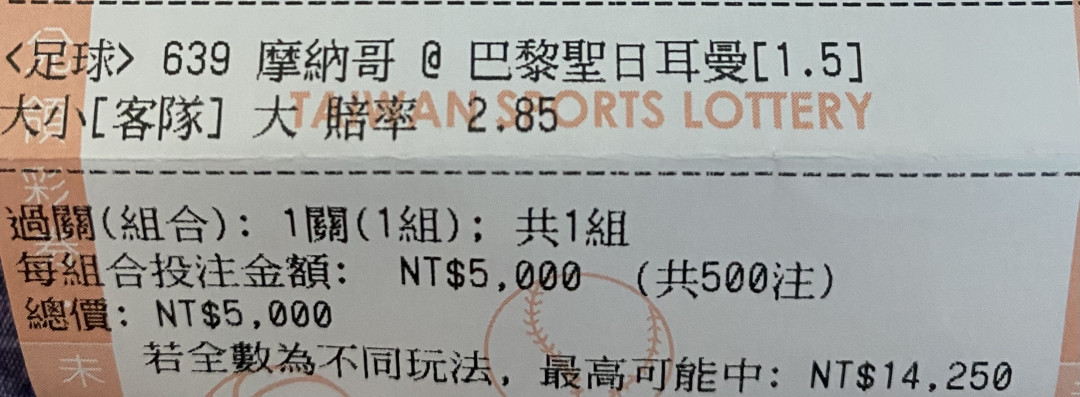 <足球> 639 摩納哥 @ 巴黎聖日耳曼[1.5]
大小[客隊] 大 賠率 2.85
TAIWAN SPORTS LOTTERY
過關(組合): 1關(1組); 共1組
每組合投注金額: NT$5,000 (共500注)
總價: NT$5,000
若全數為不同玩法, 最高可能中: NT$14,250
未